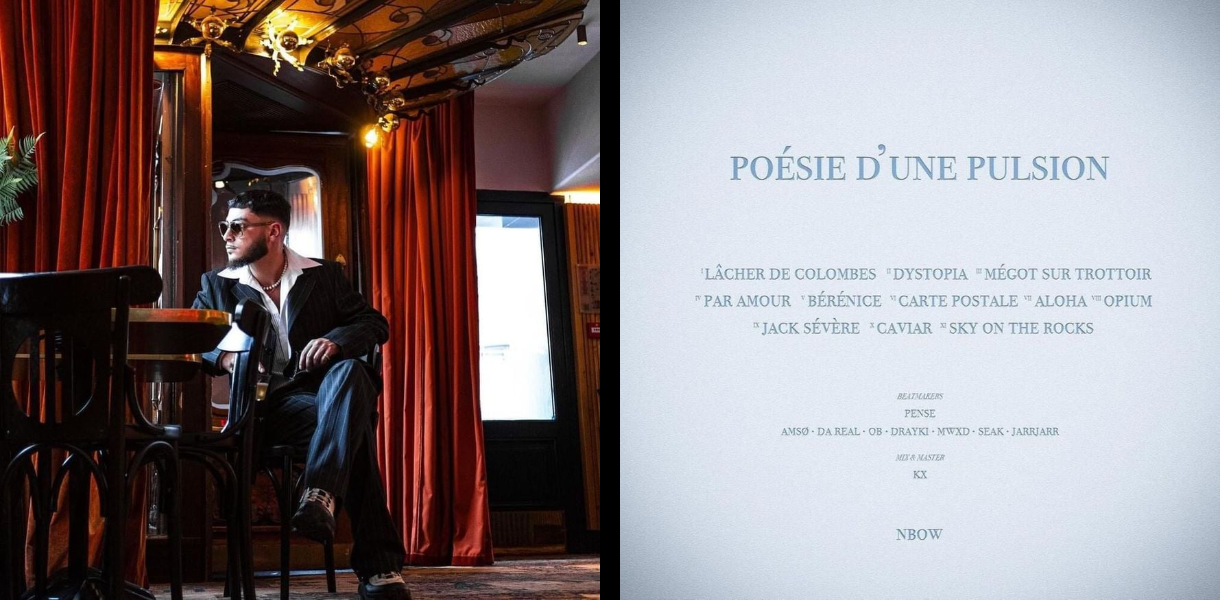 POÉSIE D'UNE PULSION
I LÂCHER DE COLOMBES II DYSTOPIA III MÉGOT SUR TROTTOIR
IV PAR AMOUR V BÉRÉNICE VI CARTE POSTALE VII ALOHA VIII OPIUM
IX JACK SÉVÈRE X CAVIAR XI SKY ON THE ROCKS
BEATMAKERS
PENSE
AMSØ · DA REAL · OB · DRAYKI · MWXD · SEAK · JARRJARR
MIX & MASTER
KX
NBOW